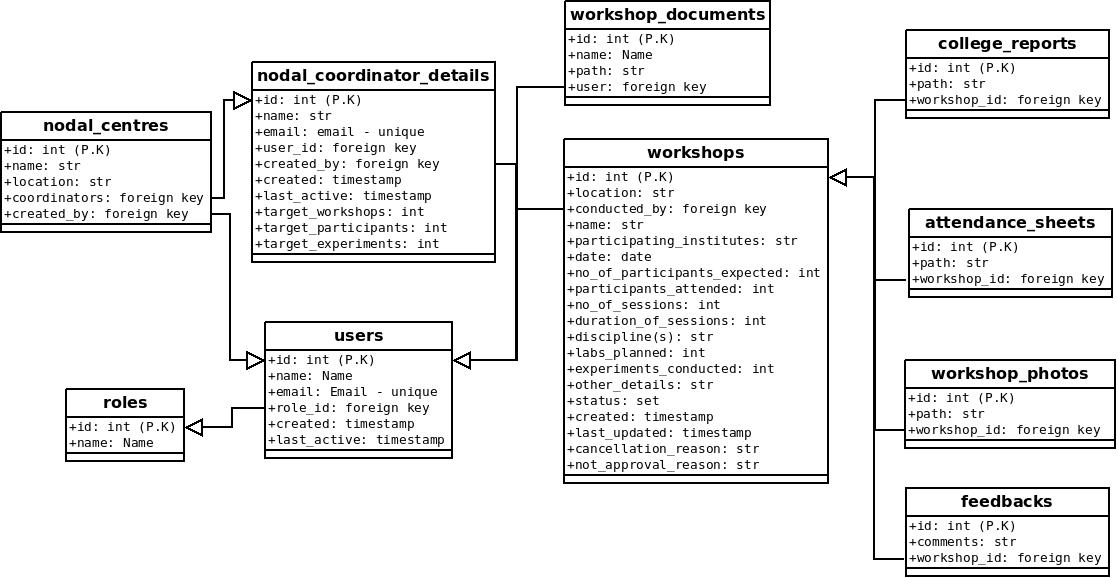 nodal_centres
+id: int (P.K)
+name: str
+location: str
+coordinators: foreign key
+created_by: foreign key
nodal_coordinator_details
+id: int (P.K)
+name: str
+email: email - unique
+user_id: foreign key
+created_by: foreign key
+created: timestamp
+last_active: timestamp
+target_workshops: int
+target_participants: int
+target_experiments: int
roles
+id: int (P.K)
+name: Name
users
+id: int (P.K)
+name: Name
+email: Email - unique
+role_id: foreign key
+created: timestamp
+last_active: timestamp
workshop_documents
+id: int (P.K)
+name: Name
+path: str
+user: foreign key
workshops
+id: int (P.K)
+location: str
+conducted_by: foreign key
+name: str
+participating_institutes: str
+date: date
+no_of_participants_expected: int
+participants_attended: int
+no_of_sessions: int
+duration_of_sessions: int
+discipline(s): str
+labs_planned: int
+experiments_conducted: int
+other_details: str
+status: set
+created: timestamp
+last_updated: timestamp
+cancellation_reason: str
+not_approval_reason: str
college_reports
+id: int (P.K)
+path: str
+workshop_id: foreign key
attendance_sheets
+id: int (P.K)
+path: str
+workshop_id: foreign key
workshop_photos
+id: int (P.K)
+path: str
+workshop_id: foreign key
feedbacks
+id: int (P.K)
+comments: str
+workshop_id: foreign key